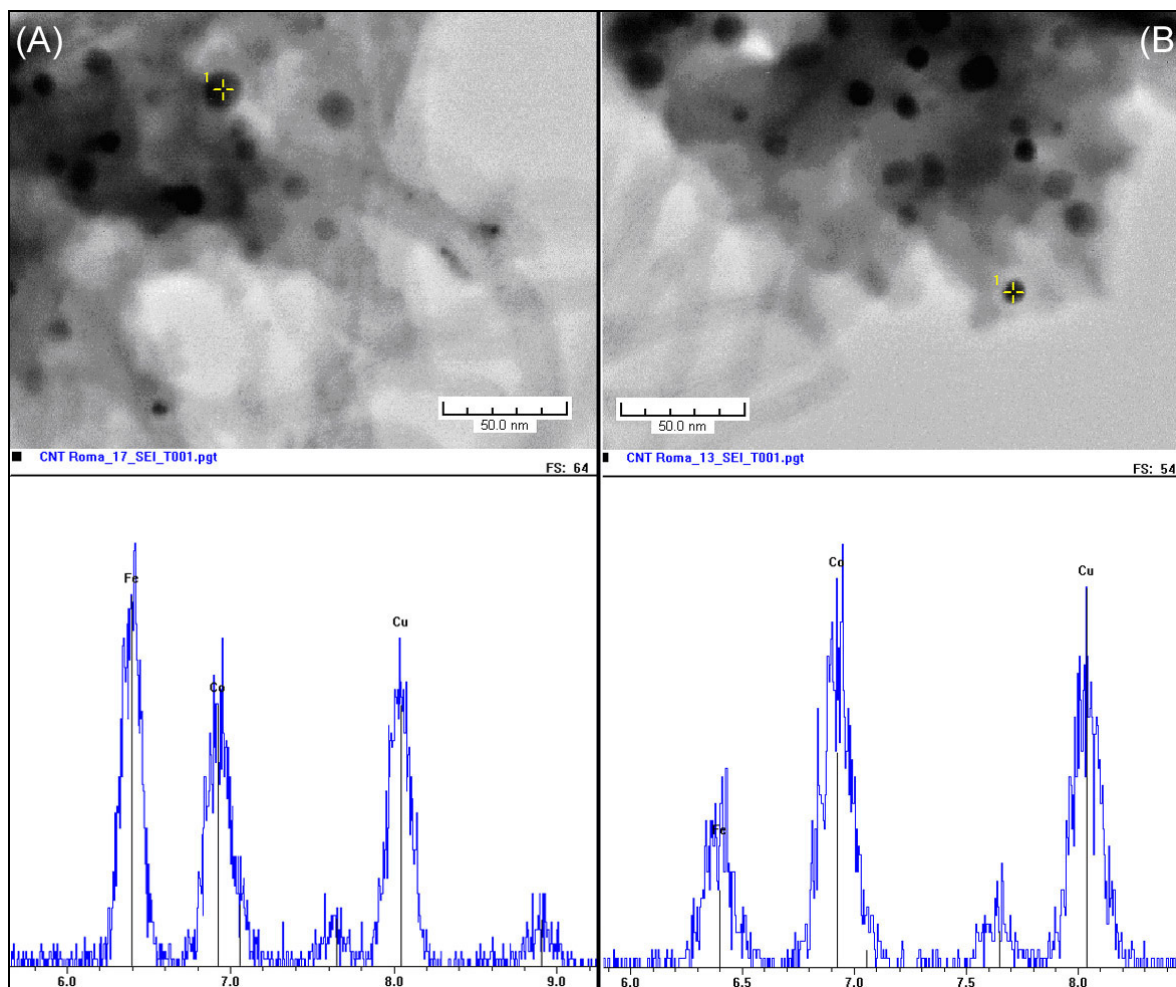 (A)
(B)
1
1
50.0 nm
50.0 nm
CNT Roma_17_SEI_T001.pgt
FS: 64
CNT Roma_13_SEI_T001.pgt
FS: 54
Fe
Co
Cu
Fe
Co
Cu
6.0 7.0 8.0 9.0
6.0 6.5 7.0 7.5 8.0